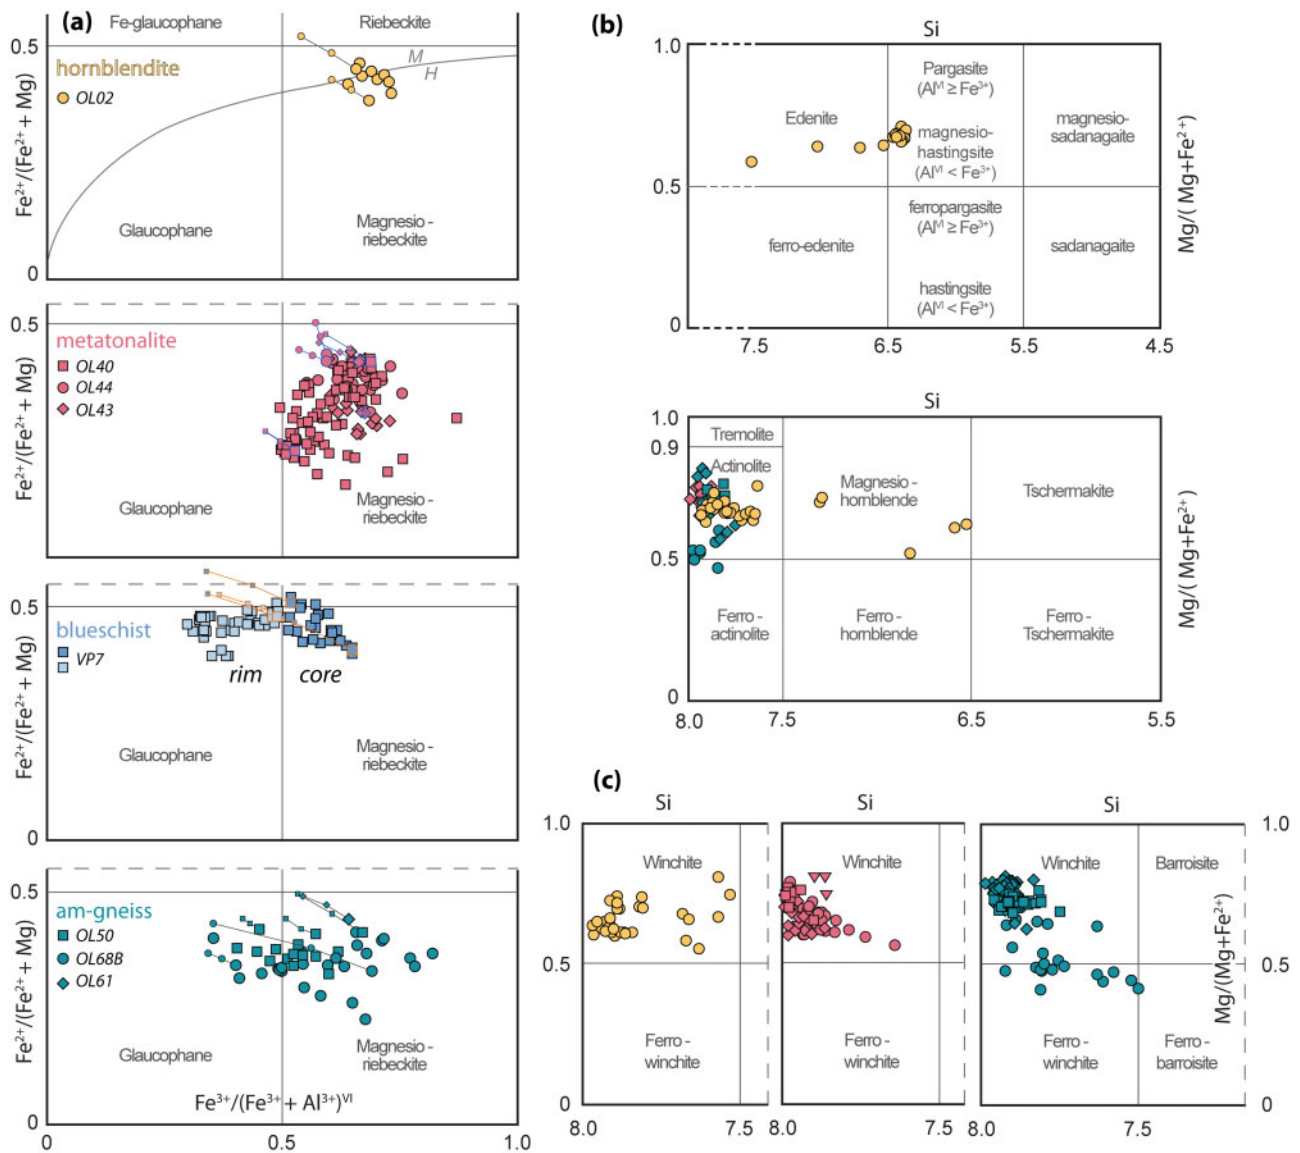 (a)
Fe-glaucophane
Riebeckite
0.5
M
H
hornblendite
OL02
Fe²⁺/(Fe²⁺ + Mg)
Glaucophane
Magnesio -
riebeckite
0
0.5
metatonalite
OL40
OL44
OL43
Fe²⁺/(Fe²⁺ + Mg)
Glaucophane
Magnesio -
riebeckite
0.5
blueschist
VP7
rim
core
Fe²⁺/(Fe²⁺ + Mg)
Glaucophane
Magnesio -
riebeckite
0
0.5
am-gneiss
OL50
OL68B
OL61
Fe²⁺/(Fe²⁺ + Mg)
Glaucophane
Magnesio -
riebeckite
Fe³⁺/(Fe³⁺ + Al³⁺)ⱽᴵ
0
0
0.5
1.0
(b)
Si
1.0
Pargasite
(Alⱽᴵ ≥ Fe³⁺)
Edenite
magnesio-
hastingsite
(Alⱽᴵ < Fe³⁺)
magnesio-
sadanagaite
0.5
ferropargasite
(Alⱽᴵ ≥ Fe³⁺)
ferro-edenite
sadanagaite
hastingsite
(Alⱽᴵ < Fe³⁺)
0
7.5
6.5
5.5
4.5
Mg/( Mg+Fe²⁺)
Si
1.0
0.9
Tremolite
Actinolite
Magnesio -
hornblende
Tschermakite
0.5
Ferro -
actinolite
Ferro -
hornblende
Ferro -
Tschermakite
0
8.0
7.5
6.5
5.5
Mg/( Mg+Fe²⁺)
(c)
Si
Si
Si
1.0
Winchite
0.5
Ferro -
winchite
0
8.0
7.5
Winchite
Ferro -
winchite
8.0
7.5
Winchite
Barroisite
Ferro -
winchite
Ferro -
barroisite
8.0
7.5
1.0
0.5
0
Mg/(Mg+Fe²⁺)